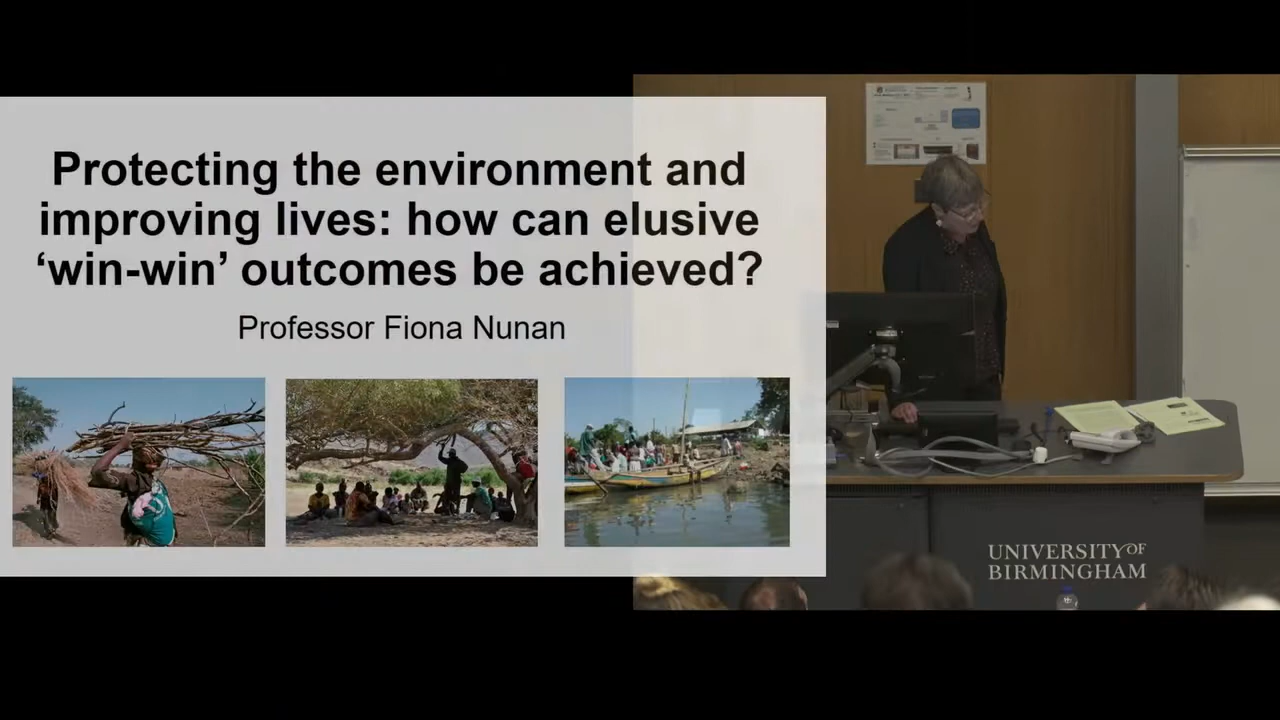 Protecting the environment and
improving lives: how can elusive
‘win-win’ outcomes be achieved?
Professor Fiona Nunan
UNIVERSITY OF
BIRMINGHAM